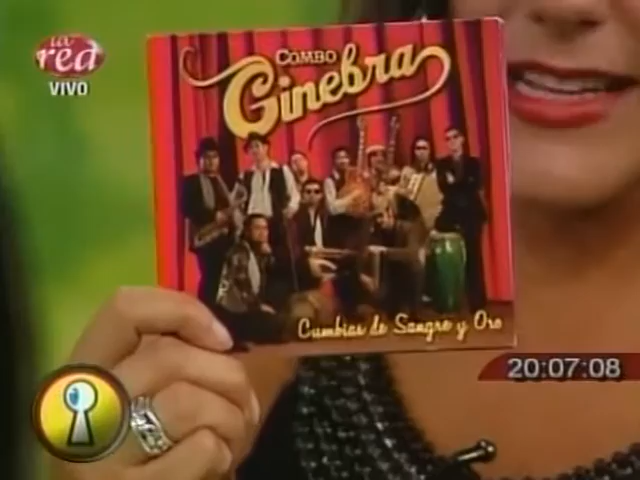 LA
red
VIVO
COMBO
Ginebra
Cumbias de Sangre y Oro
20:07:08